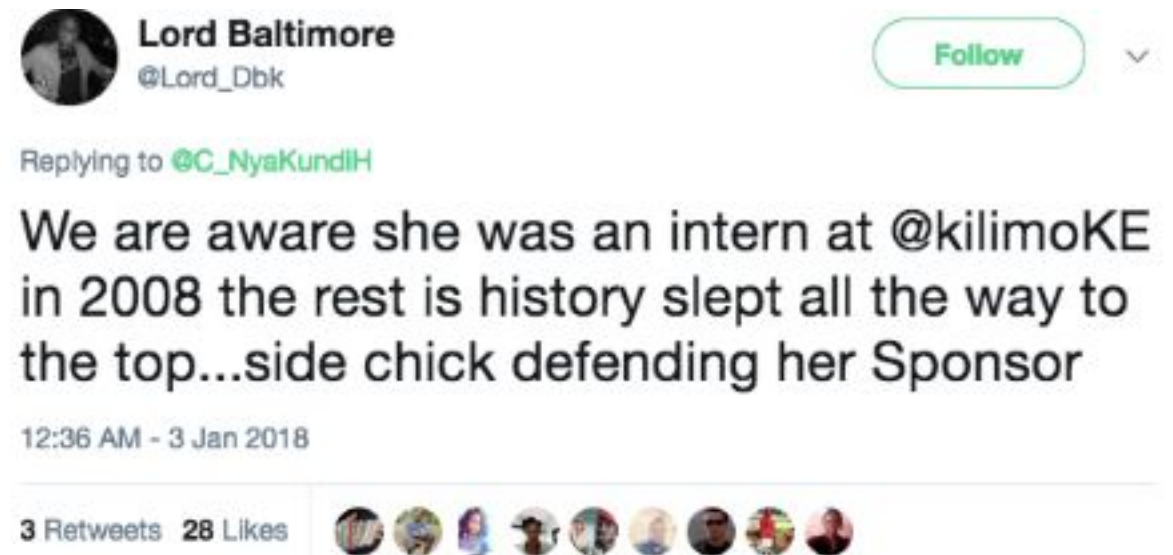 Lord Baltimore
@Lord_Dbk
Follow
Replying to @C_NyaKundiH
We are aware she was an intern at @kilimoKE
in 2008 the rest is history slept all the way to
the top...side chick defending her Sponsor
12:36 AM - 3 Jan 2018
3 Retweets 28 Likes